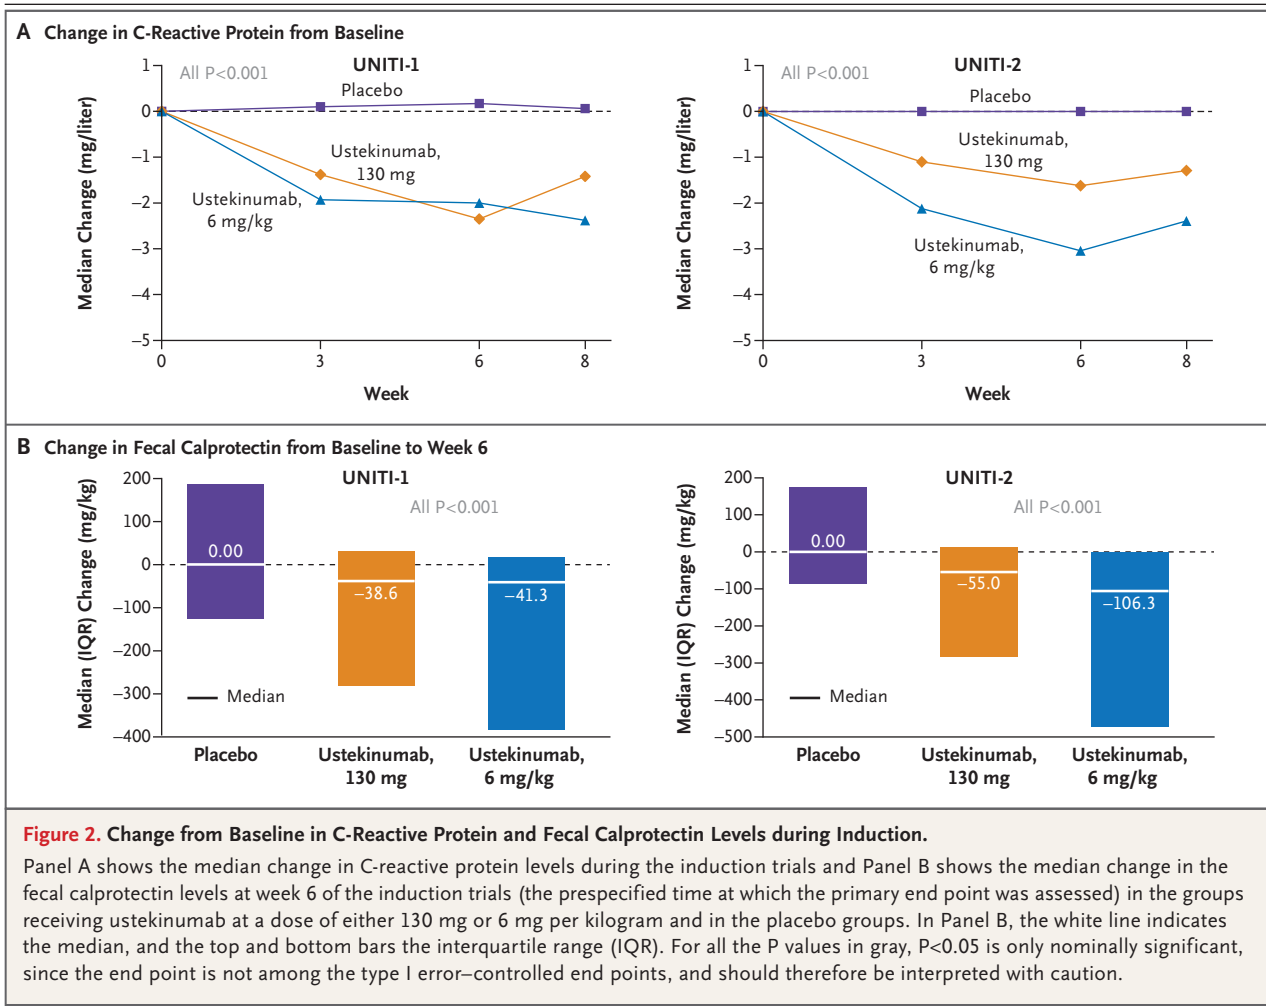 A Change in C-Reactive Protein from Baseline
UNITI-1
All P<0.001
Placebo
Ustekinumab,
130 mg
Ustekinumab,
6 mg/kg
Median Change (mg/liter)
1
0
−1
−2
−3
−4
−5
0 3 6 8
Week
UNITI-2
All P<0.001
Placebo
Ustekinumab,
130 mg
Ustekinumab,
6 mg/kg
Median Change (mg/liter)
1
0
−1
−2
−3
−4
−5
0 3 6 8
Week
B Change in Fecal Calprotectin from Baseline to Week 6
UNITI-1
All P<0.001
Median (IQR) Change (mg/kg)
200
100
0
−100
−200
−300
−400
0.00
−38.6
−41.3
Median
Placebo
Ustekinumab,
130 mg
Ustekinumab,
6 mg/kg
UNITI-2
All P<0.001
Median (IQR) Change (mg/kg)
200
100
0
−100
−200
−300
−400
−500
0.00
−55.0
−106.3
Median
Placebo
Ustekinumab,
130 mg
Ustekinumab,
6 mg/kg
Figure 2. Change from Baseline in C-Reactive Protein and Fecal Calprotectin Levels during Induction.
Panel A shows the median change in C-reactive protein levels during the induction trials and Panel B shows the median change in the
fecal calprotectin levels at week 6 of the induction trials (the prespecified time at which the primary end point was assessed) in the groups
receiving ustekinumab at a dose of either 130 mg or 6 mg per kilogram and in the placebo groups. In Panel B, the white line indicates
the median, and the top and bottom bars the interquartile range (IQR). For all the P values in gray, P<0.05 is only nominally significant,
since the end point is not among the type I error–controlled end points, and should therefore be interpreted with caution.